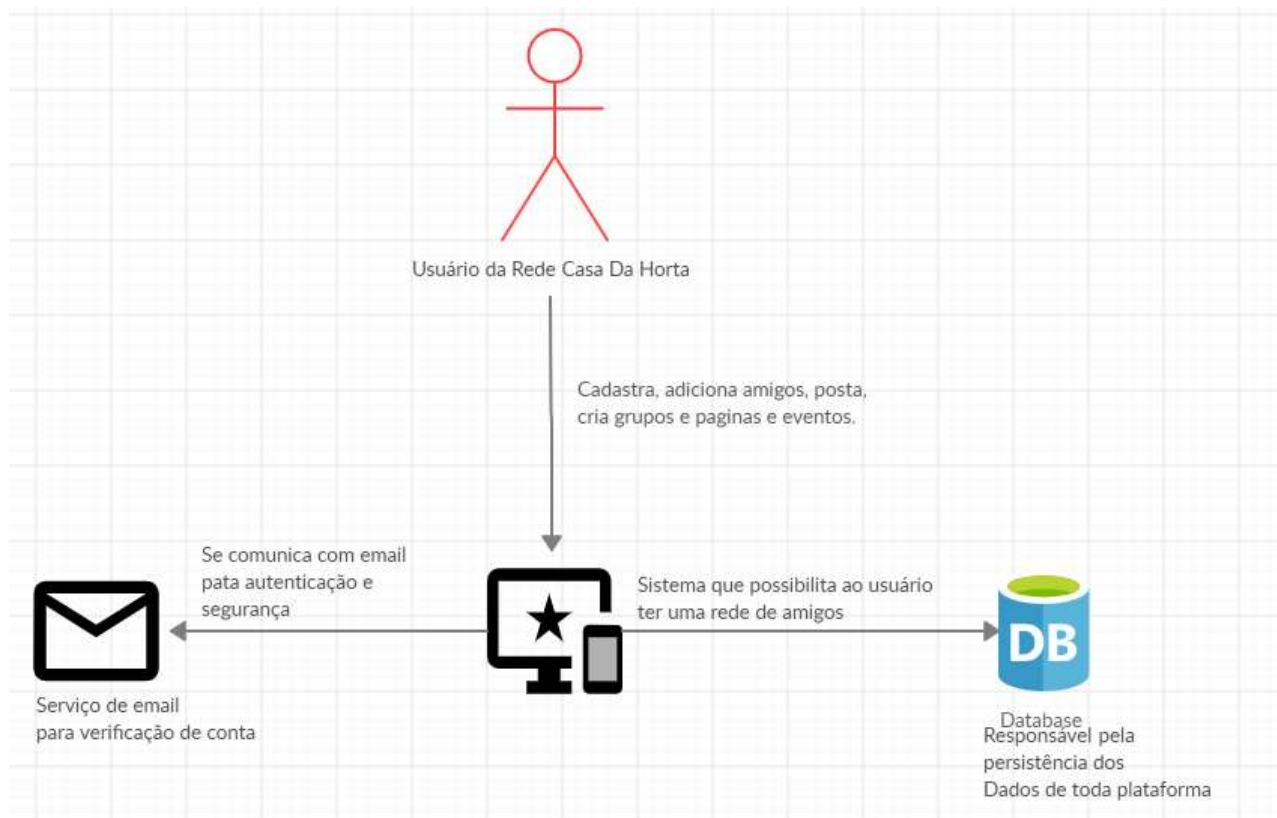 Usuário da Rede Casa Da Horta
Cadastra, adiciona amigos, posta,
cria grupos e paginas e eventos.
Se comunica com email
pata autenticação e
segurança
Sistema que possibilita ao usuário
ter uma rede de amigos
DB
Serviço de email
para verificação de conta
Database
Responsável pela
persistência dos
Dados de toda plataforma